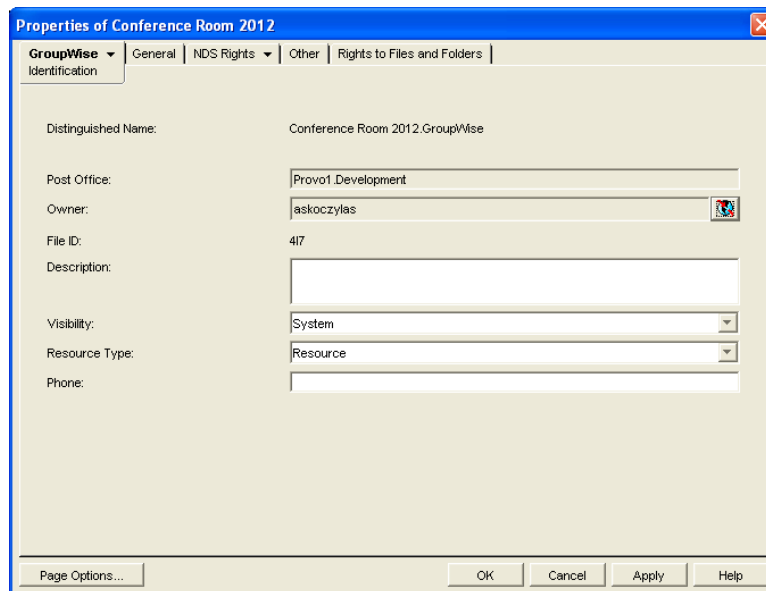 Properties of Conference Room 2012
GroupWise General NDS Rights Other Rights to Files and Folders
Identification
Distinguished Name: Conference Room 2012.GroupWise
Post Office: Provo1.Development
Owner: askoczylas
File ID: 4I7
Description:
Visibility: System
Resource Type: Resource
Phone:
Page Options... OK Cancel Apply Help